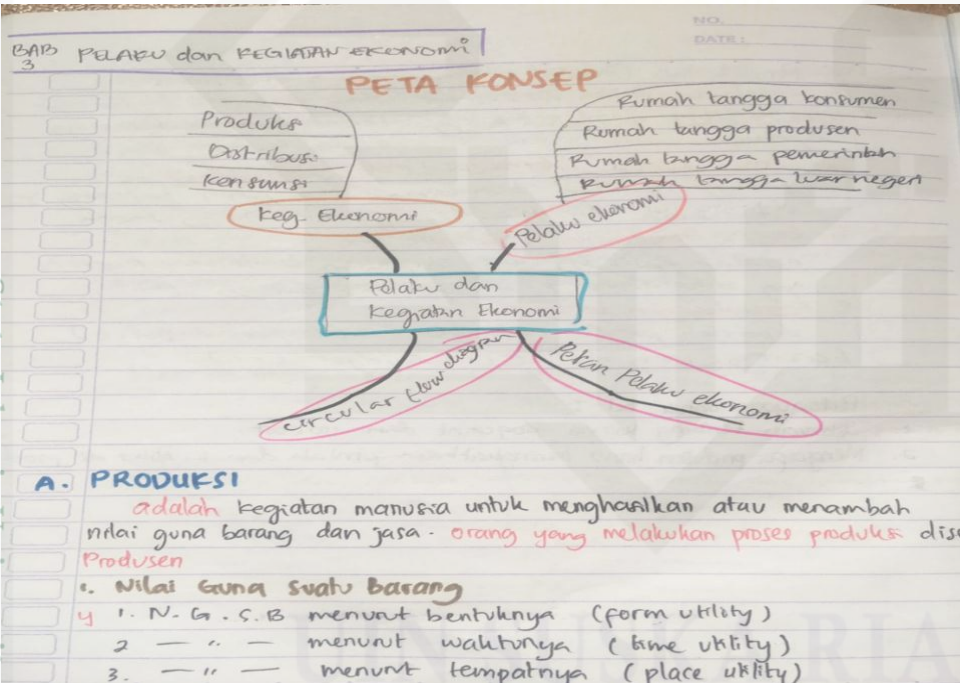 NO.
DATE:
BAB 3 PELAKU dan KEGIATAN EKONOMI
PETA KONSEP
Produksi
Distribusi
Konsumsi
Keg. Ekonomi
Rumah tangga konsumen
Rumah tangga produsen
Rumah tangga pemerintah
Rumah tangga luar negeri
Pelaku ekonomi
Pelaku dan
Kegiatan Ekonomi
circular flow diagram
Peran Pelaku ekonomi
A. PRODUKSI
adalah kegiatan manusia untuk menghasilkan atau menambah
nilai guna barang dan jasa. orang yang melakukan proses produksi dise
Produsen
1. Nilai Guna Suatu Barang
y 1. N. G. S. B menurut bentuknya (form utility)
2 — " — menurut waktunya (time utility)
3. — " — menurut tempatnya (place utility)